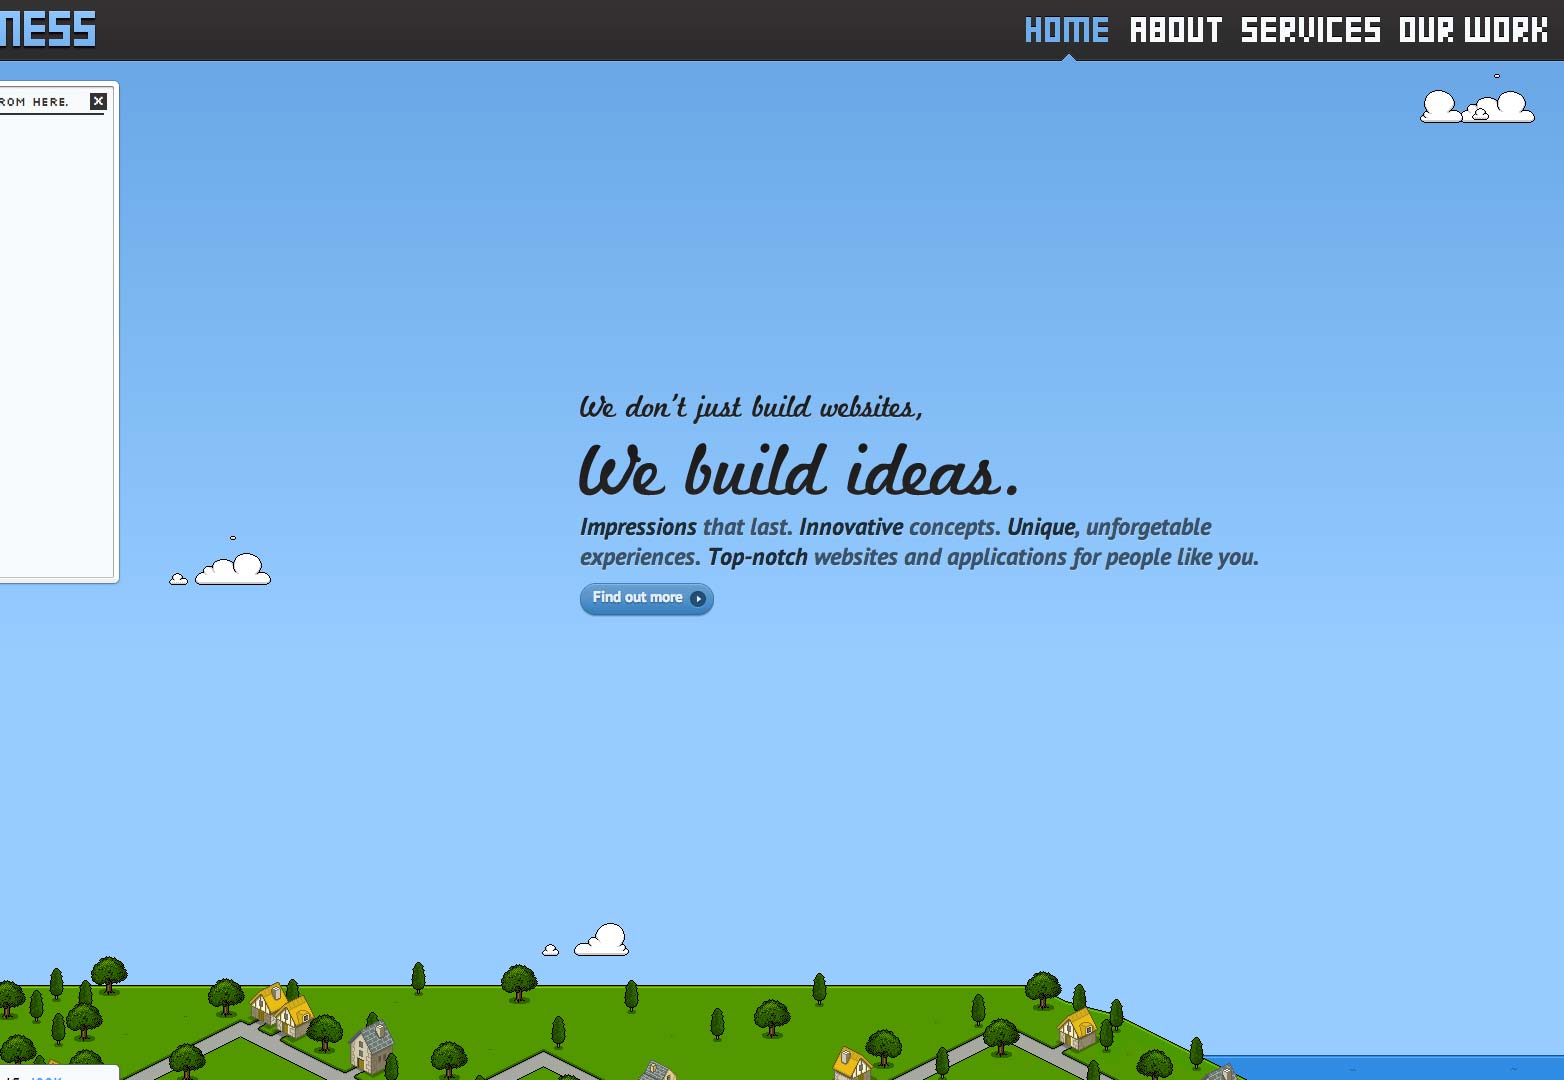 NESS
HOME ABOUT SERVICES OUR WORK
ROM HERE.
We don't just build websites,
We build ideas.
Impressions that last. Innovative concepts. Unique, unforgetable
experiences. Top-notch websites and applications for people like you.
Find out more